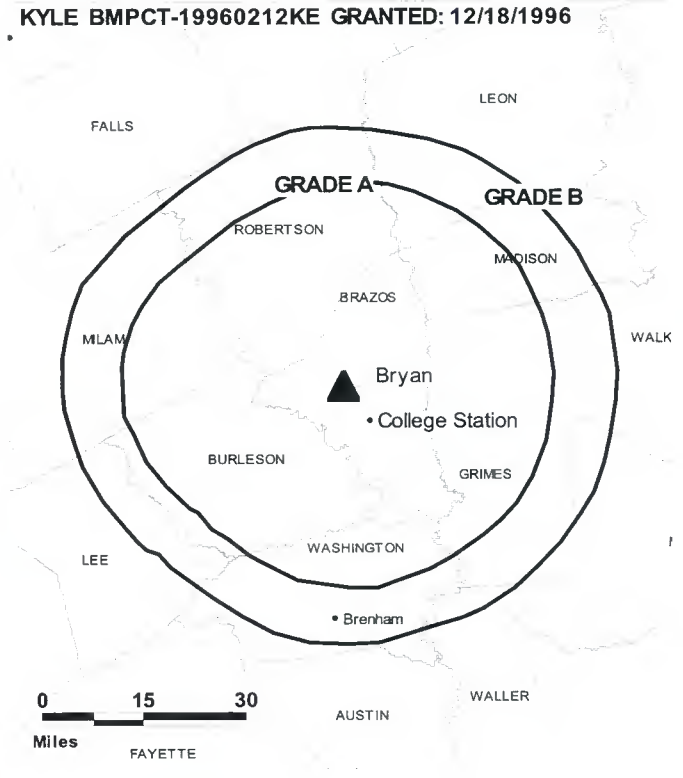 KYLE BMPCT-19960212KE GRANTED: 12/18/1996
LEON
FALLS
GRADE A
GRADE B
ROBERTSON
MADISON
BRAZOS
MILAM
WALK
Bryan
College Station
BURLESON
GRIMES
WASHINGTON
LEE
Brenham
0 15 30
Miles
WALLER
AUSTIN
FAYETTE